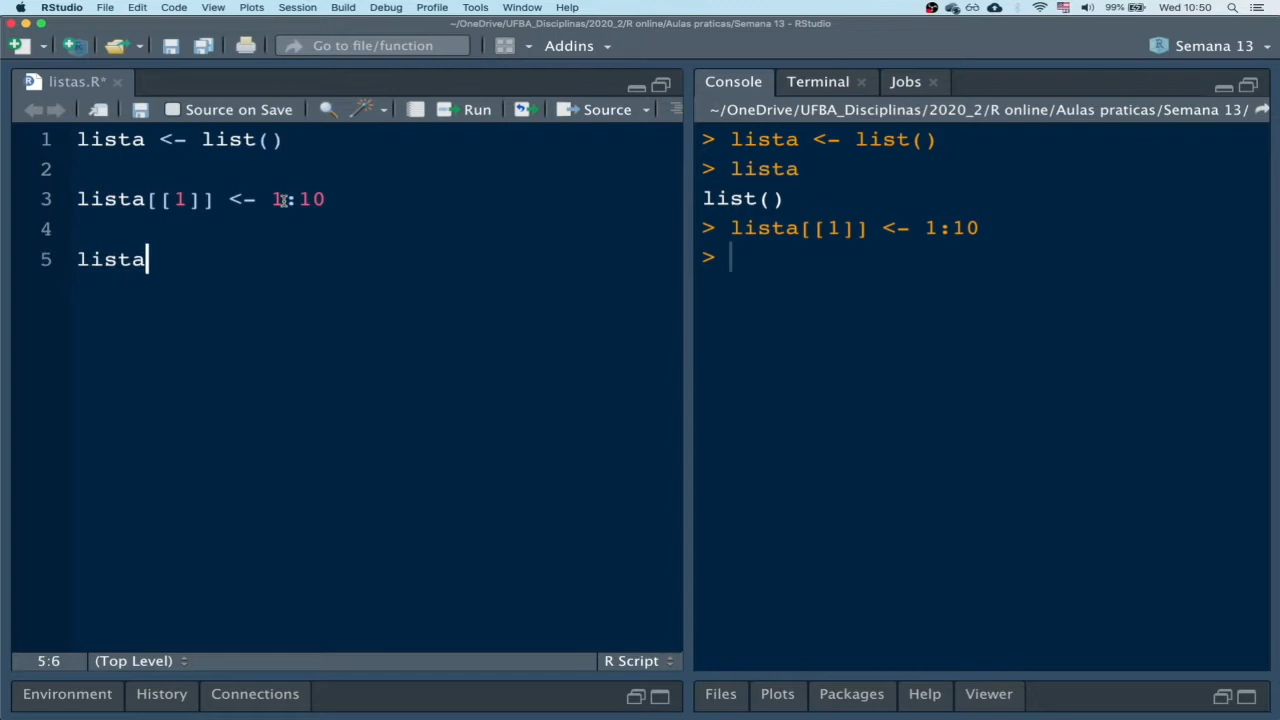 RStudio File Edit Code View Plots Session Build Debug Profile Tools Window Help 99% Wed 10:50
~/OneDrive/UFBA_Disciplinas/2020_2/R online/Aulas praticas/Semana 13 - RStudio
Go to file/function Addins Semana 13
listas.R*
Source on Save Run Source
1 lista <- list()
2
3 lista[[1]] <- 1:10
4
5 lista
5:6 (Top Level) R Script
Environment History Connections
Console Terminal Jobs
~/OneDrive/UFBA_Disciplinas/2020_2/R online/Aulas praticas/Semana 13/
> lista <- list()
> lista
list()
> lista[[1]] <- 1:10
>
Files Plots Packages Help Viewer